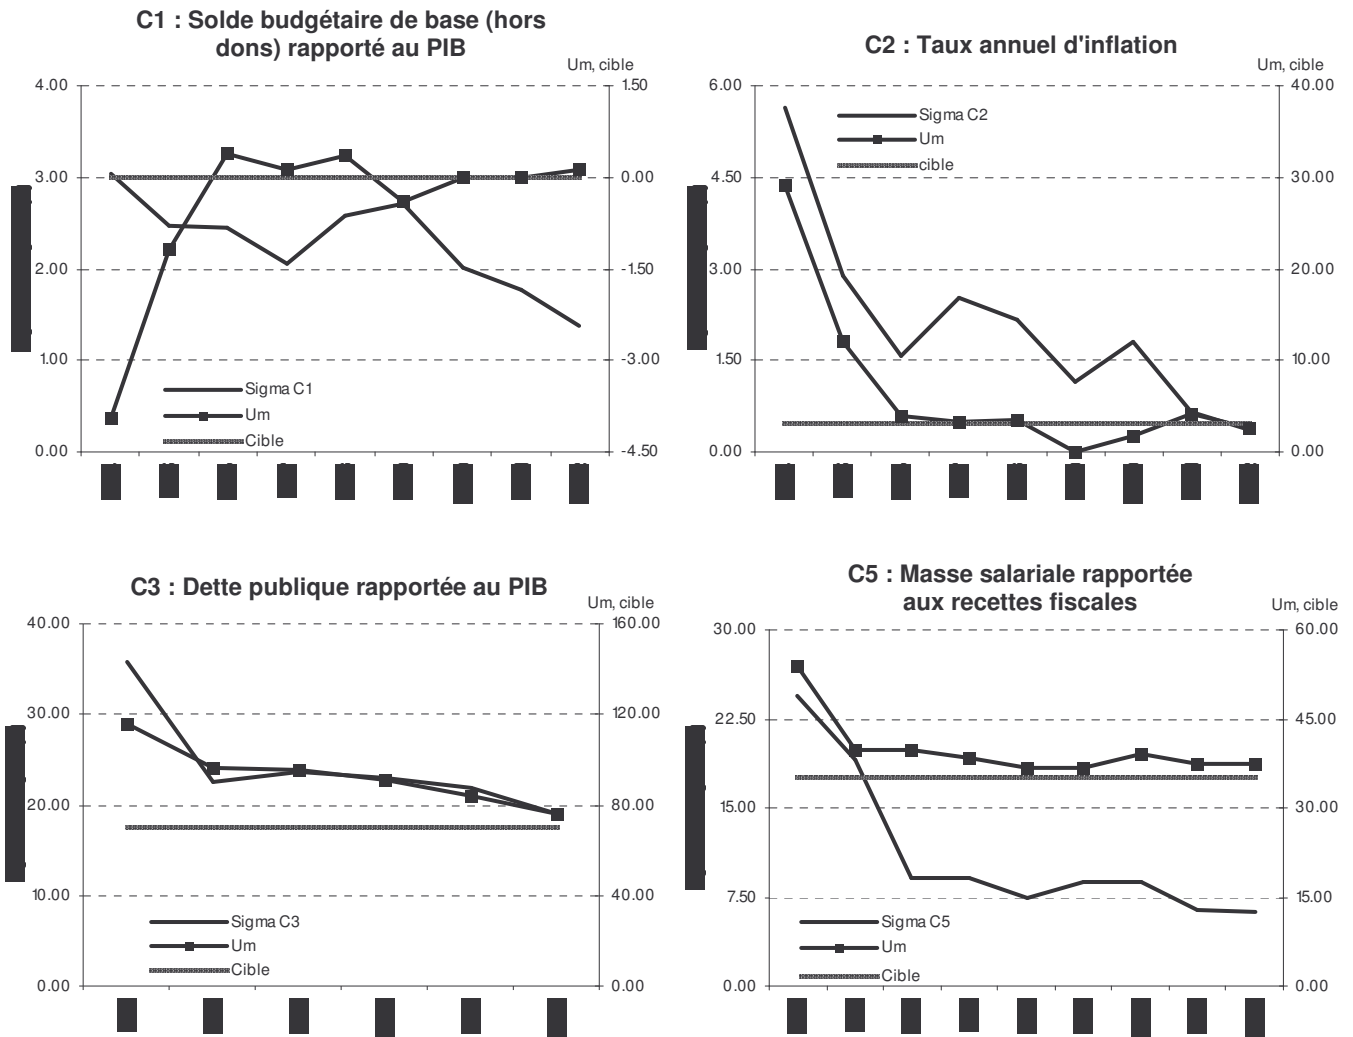 C1 : Solde budgétaire de base (hors
dons) rapporté au PIB
Um, cible
4.00
3.00
2.00
1.00
0.00
1.50
0.00
-1.50
-3.00
-4.50
Sigma C1
Um
Cible
C2 : Taux annuel d'inflation
Um, cible
6.00
4.50
3.00
1.50
0.00
40.00
30.00
20.00
10.00
0.00
Sigma C2
Um
cible
C3 : Dette publique rapportée au PIB
Um, cible
40.00
30.00
20.00
10.00
0.00
160.00
120.00
80.00
40.00
0.00
Sigma C3
Um
Cible
C5 : Masse salariale rapportée
aux recettes fiscales
Um, cible
30.00
22.50
15.00
7.50
0.00
60.00
45.00
30.00
15.00
0.00
Sigma C5
Um
Cible